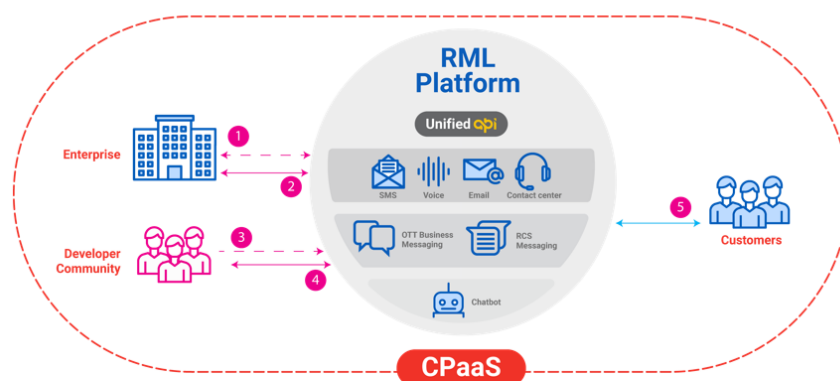 RML
Platform
Unified api
Enterprise
1
2
SMS
Voice
Email
Contact center
5
Customers
Developer
Community
3
4
OTT Business
Messaging
RCS
Messaging
Chatbot
CPaaS